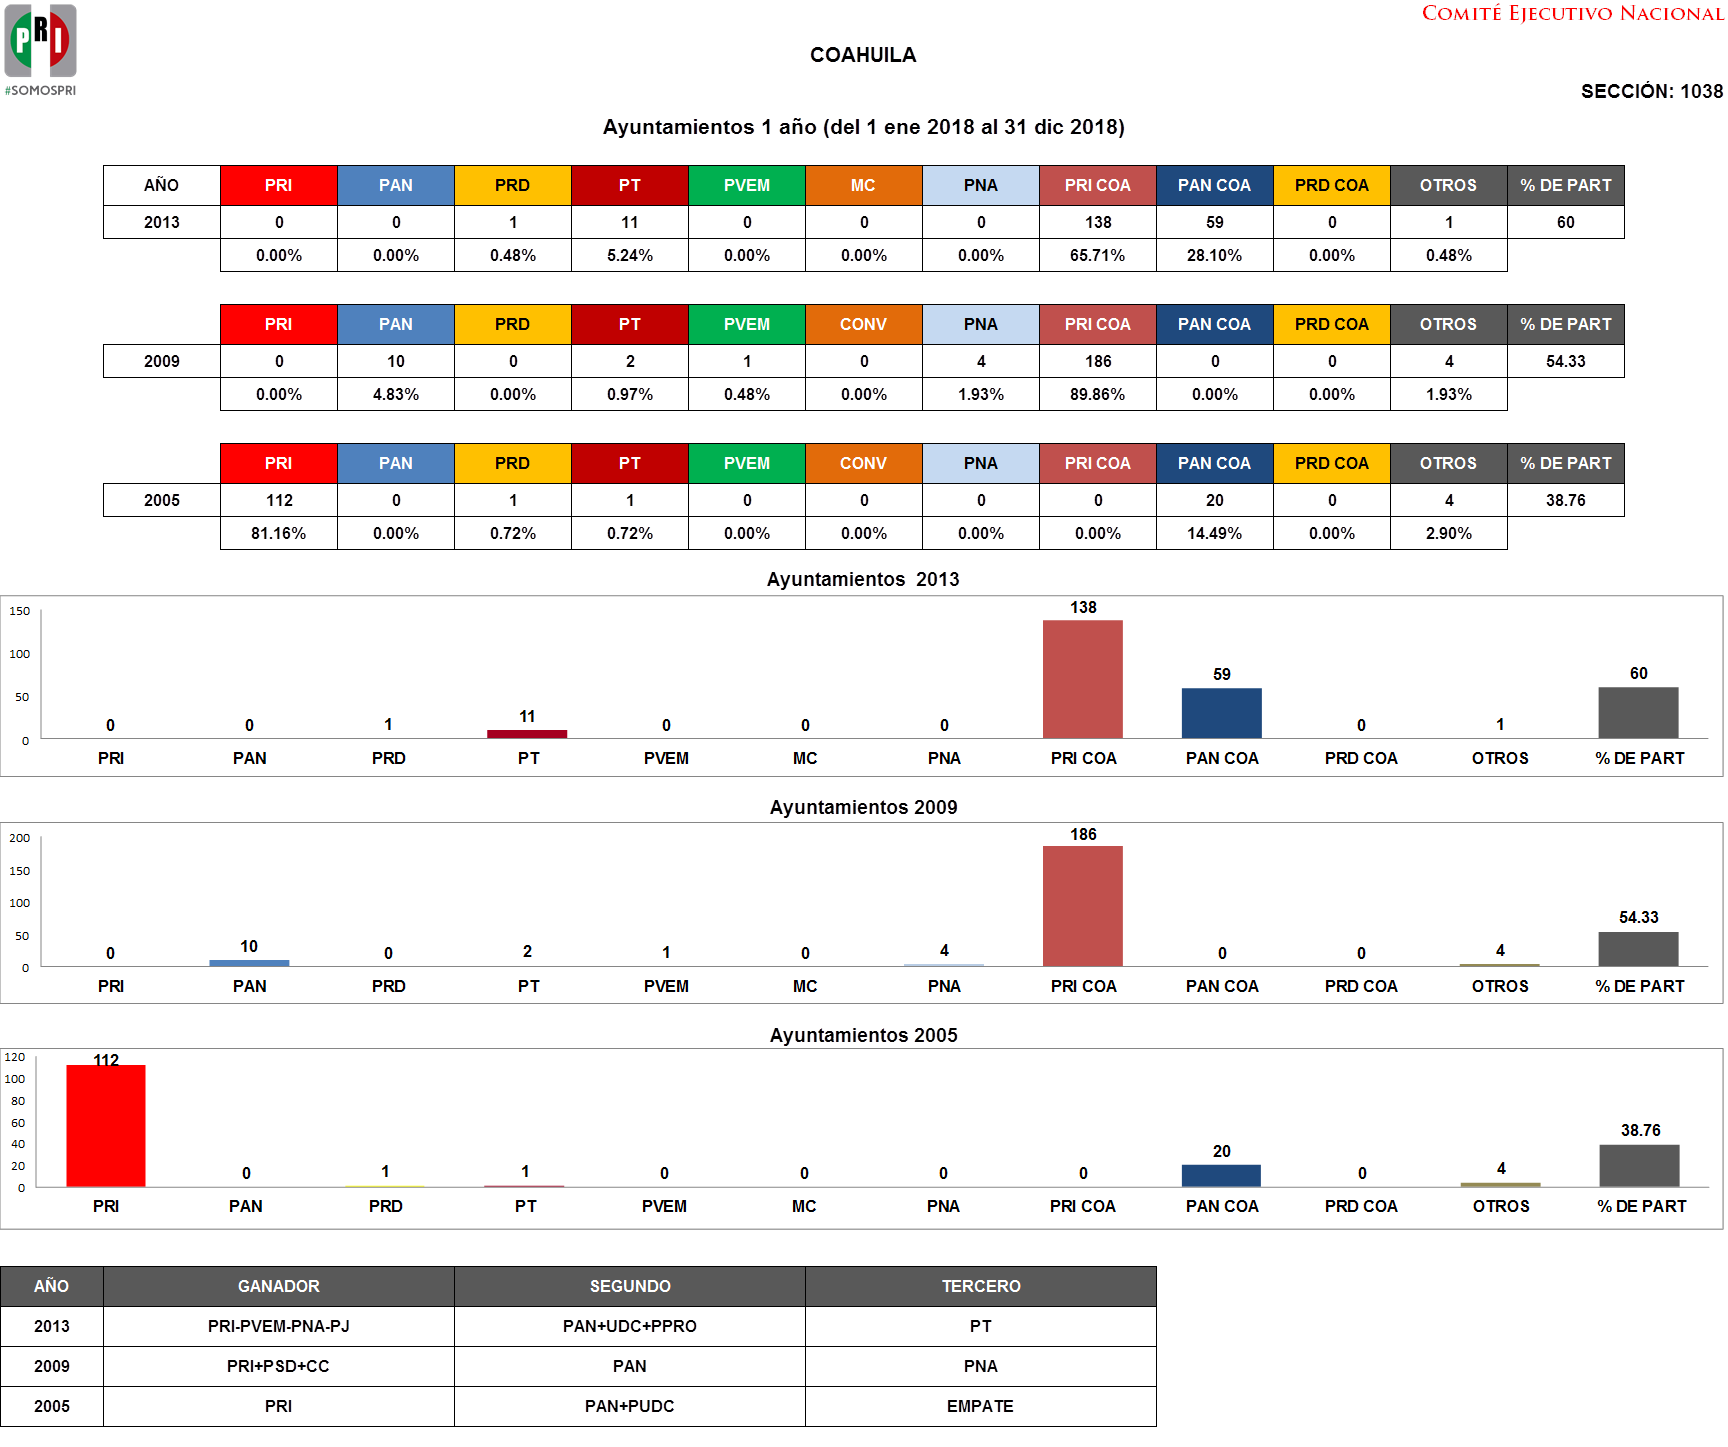 COMITÉ EJECUTIVO NACIONAL
PRI
#SOMOSPRI
COAHUILA
SECCIÓN: 1038
Ayuntamientos 1 año (del 1 ene 2018 al 31 dic 2018)
AÑO PRI PAN PRD PT PVEM MC PNA PRI COA PAN COA PRD COA OTROS % DE PART
2013 0 0 1 11 0 0 0 138 59 0 1 60
0.00% 0.00% 0.48% 5.24% 0.00% 0.00% 0.00% 65.71% 28.10% 0.00% 0.48%
PRI PAN PRD PT PVEM CONV PNA PRI COA PAN COA PRD COA OTROS % DE PART
2009 0 10 0 2 1 0 4 186 0 0 4 54.33
0.00% 4.83% 0.00% 0.97% 0.48% 0.00% 1.93% 89.86% 0.00% 0.00% 1.93%
PRI PAN PRD PT PVEM CONV PNA PRI COA PAN COA PRD COA OTROS % DE PART
2005 112 0 1 1 0 0 0 0 20 0 4 38.76
81.16% 0.00% 0.72% 0.72% 0.00% 0.00% 0.00% 0.00% 14.49% 0.00% 2.90%
Ayuntamientos 2013
150
100
50
0
0 0 1 11 0 0 0 138 59 0 1 60
PRI PAN PRD PT PVEM MC PNA PRI COA PAN COA PRD COA OTROS % DE PART
Ayuntamientos 2009
200
150
100
50
0
0 10 0 2 1 0 4 186 0 0 4 54.33
PRI PAN PRD PT PVEM MC PNA PRI COA PAN COA PRD COA OTROS % DE PART
Ayuntamientos 2005
120
100
80
60
40
20
0
112 0 1 1 0 0 0 0 20 0 4 38.76
PRI PAN PRD PT PVEM MC PNA PRI COA PAN COA PRD COA OTROS % DE PART
AÑO GANADOR SEGUNDO TERCERO
2013 PRI-PVEM-PNA-PJ PAN+UDC+PPRO PT
2009 PRI+PSD+CC PAN PNA
2005 PRI PAN+PUDC EMPATE